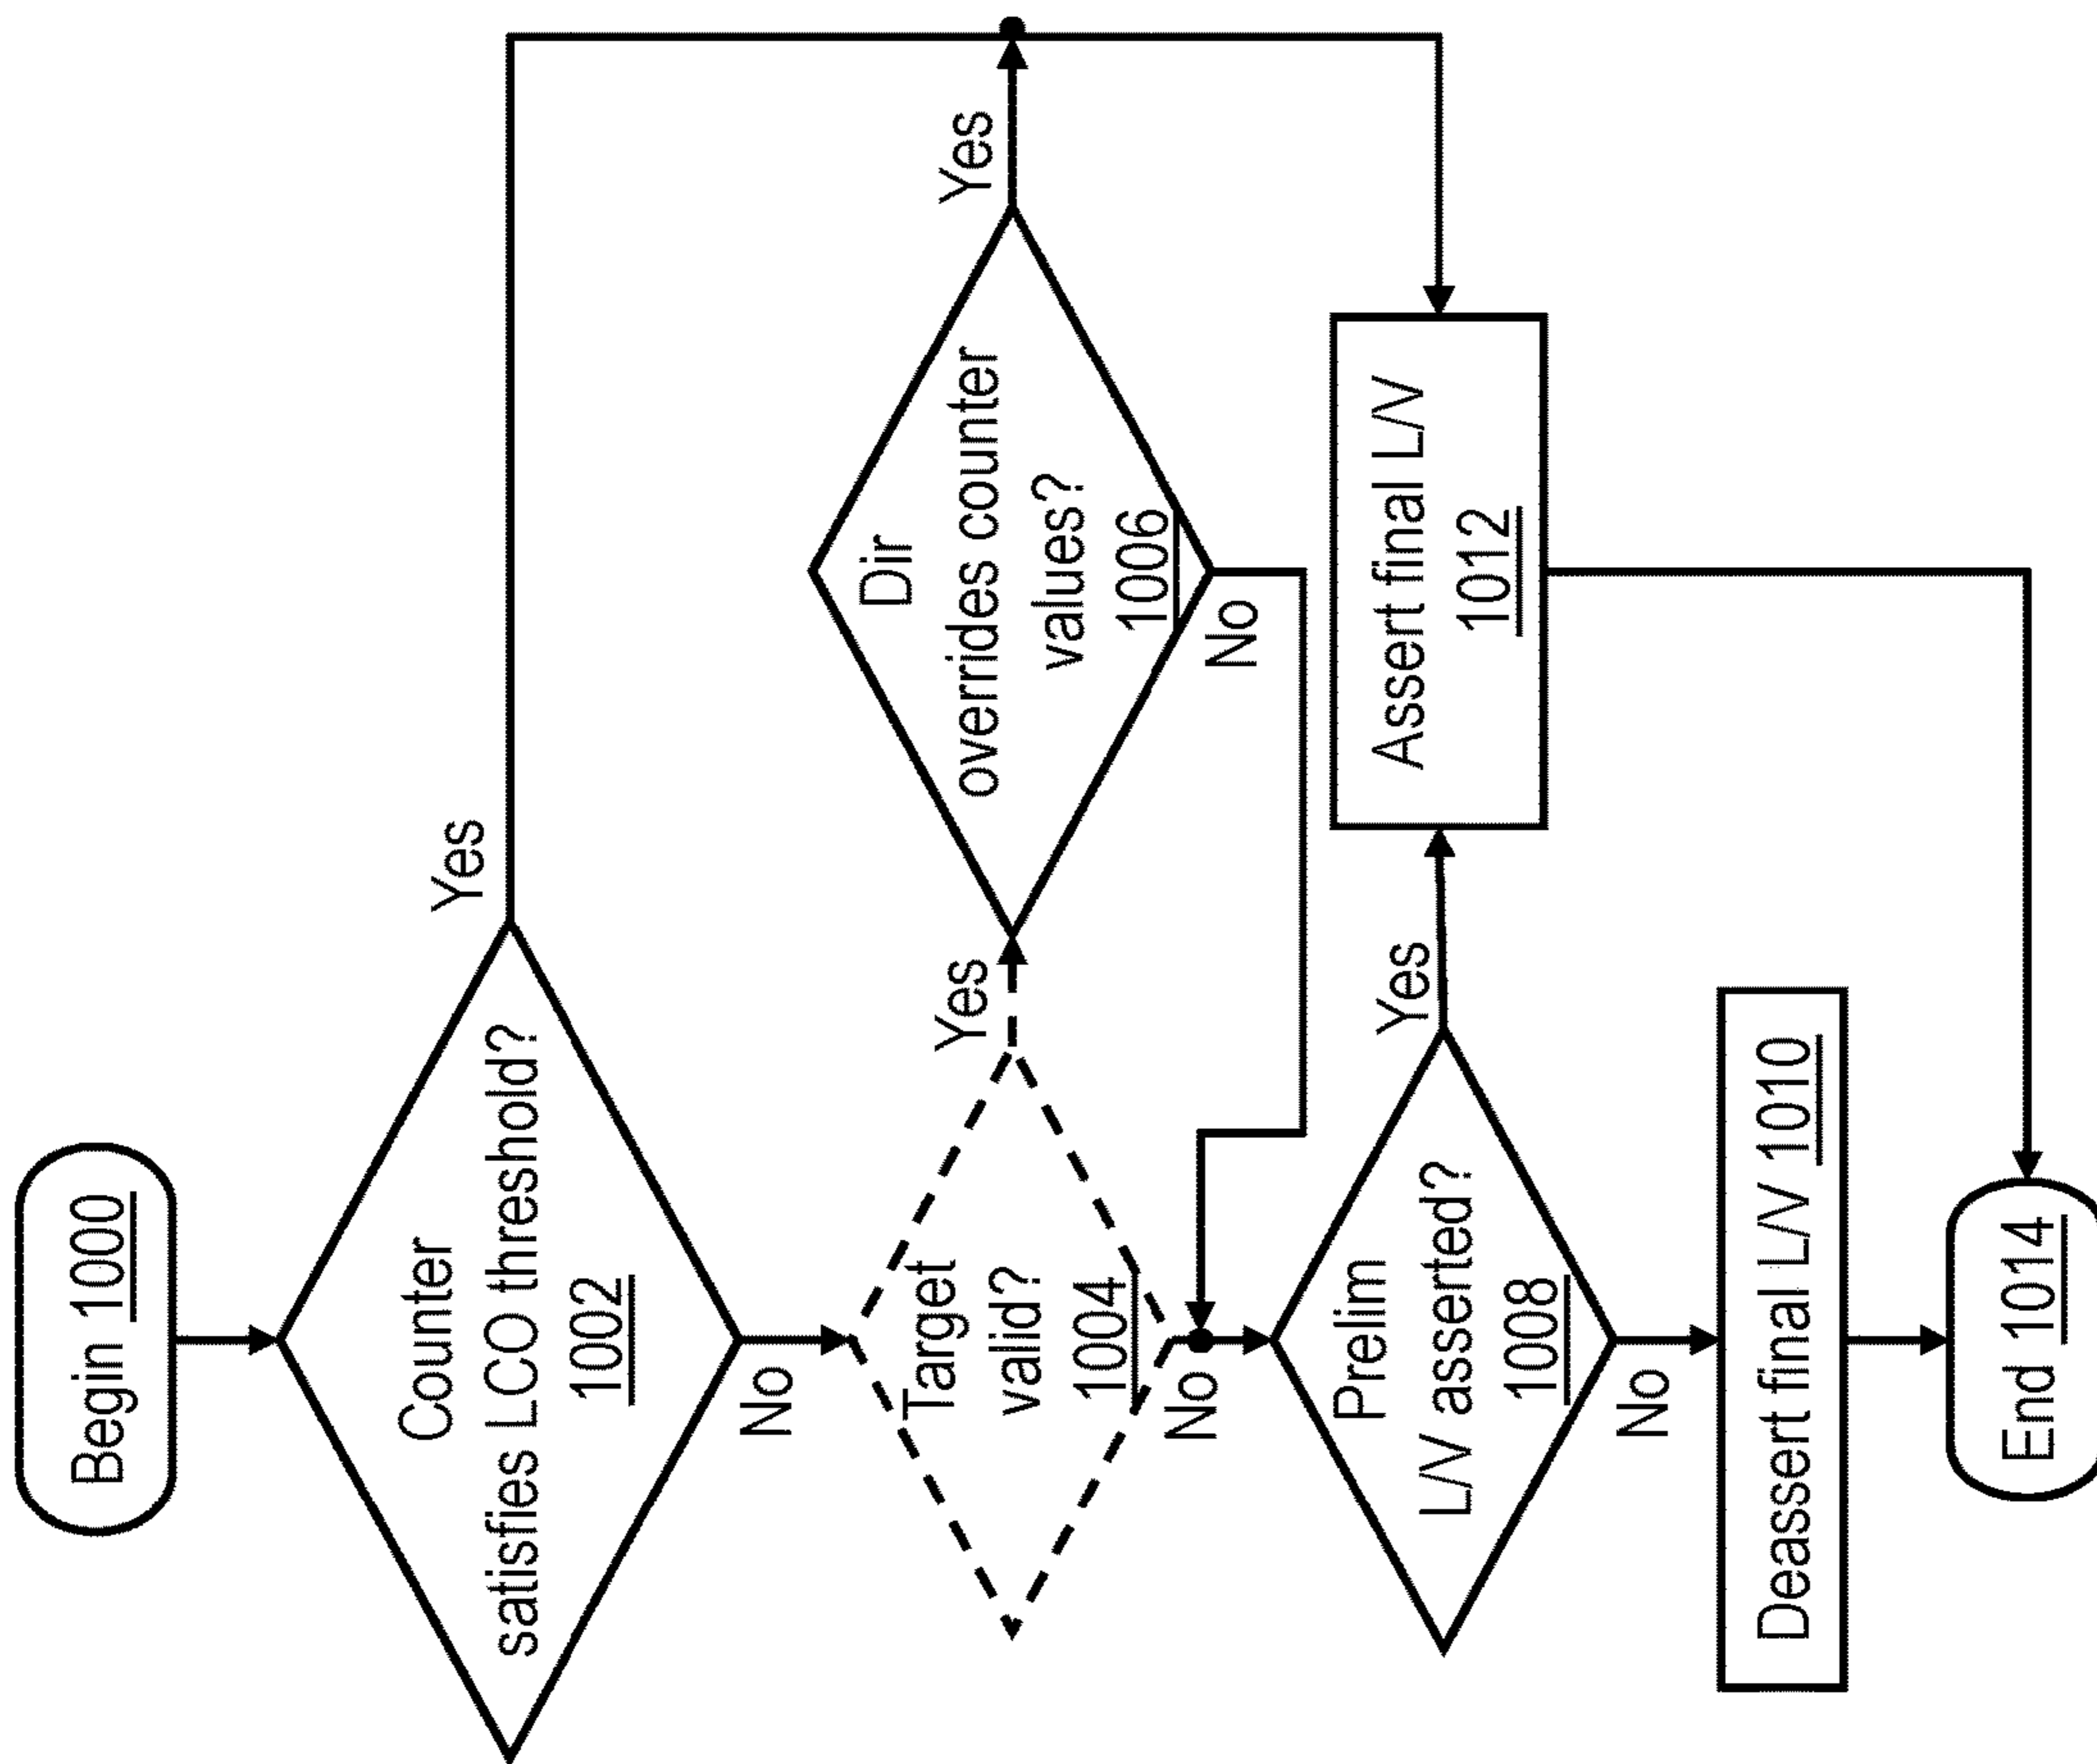 Begin 1000
Counter
satisfies LCO threshold?
1002
Yes
No
Target
valid?
1004
Yes
No
Dir
overrides counter
values?
1006
Yes
No
Prelim
L/V asserted?
1008
Yes
No
Assert final L/V
1012
Deassert final L/V 1010
End 1014